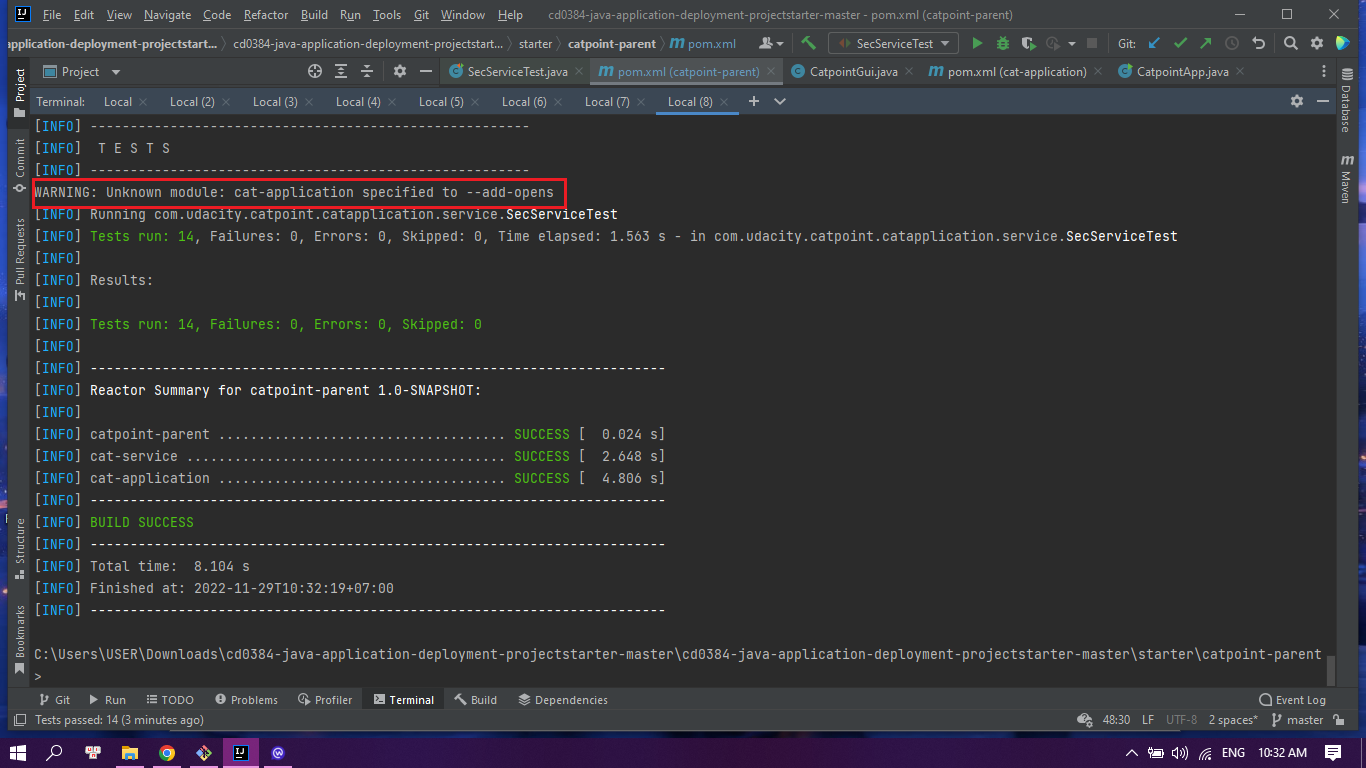 File Edit View Navigate Code Refactor Build Run Tools Git Window Help cd0384-java-application-deployment-projectstarter-master - pom.xml (catpoint-parent)
application-deployment-projectstart... cd0384-java-application-deployment-projectstart... starter catpoint-parent m pom.xml SecServiceTest Git:
Project SecServiceTest.java m pom.xml (catpoint-parent) CatpointGui.java m pom.xml (cat-application) CatpointApp.java
Terminal: Local Local (2) Local (3) Local (4) Local (5) Local (6) Local (7) Local (8)
Project
Commit
Pull Requests
Structure
Bookmarks
Database
m Maven
[INFO] -------------------------------------------------------
[INFO] T E S T S
[INFO] -------------------------------------------------------
WARNING: Unknown module: cat-application specified to --add-opens
[INFO] Running com.udacity.catpoint.catapplication.service.SecServiceTest
[INFO] Tests run: 14, Failures: 0, Errors: 0, Skipped: 0, Time elapsed: 1.563 s - in com.udacity.catpoint.catapplication.service.SecServiceTest
[INFO]
[INFO] Results:
[INFO]
[INFO] Tests run: 14, Failures: 0, Errors: 0, Skipped: 0
[INFO]
[INFO] ------------------------------------------------------------------------
[INFO] Reactor Summary for catpoint-parent 1.0-SNAPSHOT:
[INFO]
[INFO] catpoint-parent .................................... SUCCESS [  0.024 s]
[INFO] cat-service ........................................ SUCCESS [  2.648 s]
[INFO] cat-application .................................... SUCCESS [  4.806 s]
[INFO] ------------------------------------------------------------------------
[INFO] BUILD SUCCESS
[INFO] ------------------------------------------------------------------------
[INFO] Total time:  8.104 s
[INFO] Finished at: 2022-11-29T10:32:19+07:00
[INFO] ------------------------------------------------------------------------
C:\Users\USER\Downloads\cd0384-java-application-deployment-projectstarter-master\cd0384-java-application-deployment-projectstarter-master\starter\catpoint-parent
>
Git Run TODO Problems Profiler Terminal Build Dependencies Event Log
Tests passed: 14 (3 minutes ago) 48:30 LF UTF-8 2 spaces* master
ENG 10:32 AM